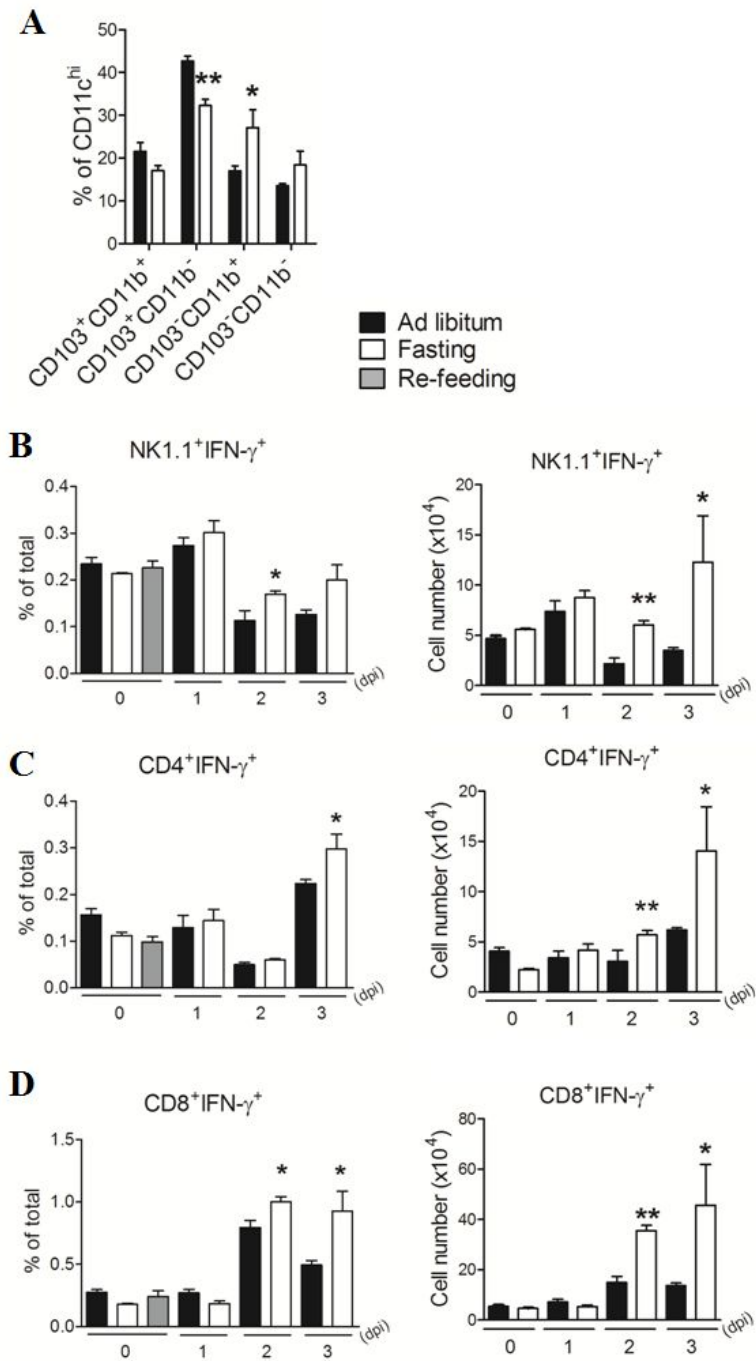 A
% of CD11c^hi
50
40
30
20
10
0
**
*
CD103⁺CD11b⁺
CD103⁺CD11b⁻
CD103⁻CD11b⁺
CD103⁻CD11b⁻
Ad libitum
Fasting
Re-feeding
B
NK1.1⁺IFN-γ⁺
% of total
0.4
0.3
0.2
0.1
0.0
*
0 1 2 3 (dpi)
NK1.1⁺IFN-γ⁺
Cell number (x10⁴)
20
15
10
5
0
**
*
0 1 2 3 (dpi)
C
CD4⁺IFN-γ⁺
% of total
0.4
0.3
0.2
0.1
0.0
*
0 1 2 3 (dpi)
CD4⁺IFN-γ⁺
Cell number (x10⁴)
20
15
10
5
0
**
*
0 1 2 3 (dpi)
D
CD8⁺IFN-γ⁺
% of total
1.5
1.0
0.5
0.0
*
*
0 1 2 3 (dpi)
CD8⁺IFN-γ⁺
Cell number (x10⁴)
80
60
40
20
0
**
*
0 1 2 3 (dpi)